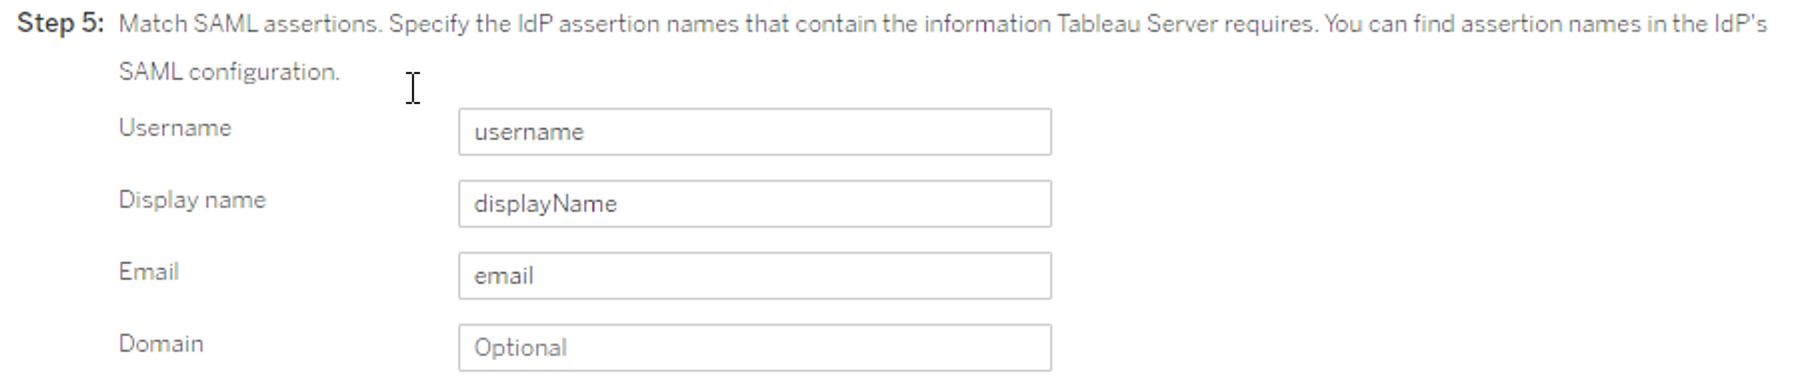 Step 5: Match SAML assertions. Specify the IdP assertion names that contain the information Tableau Server requires. You can find assertion names in the IdP's
SAML configuration.
Username username
Display name displayName
Email email
Domain Optional